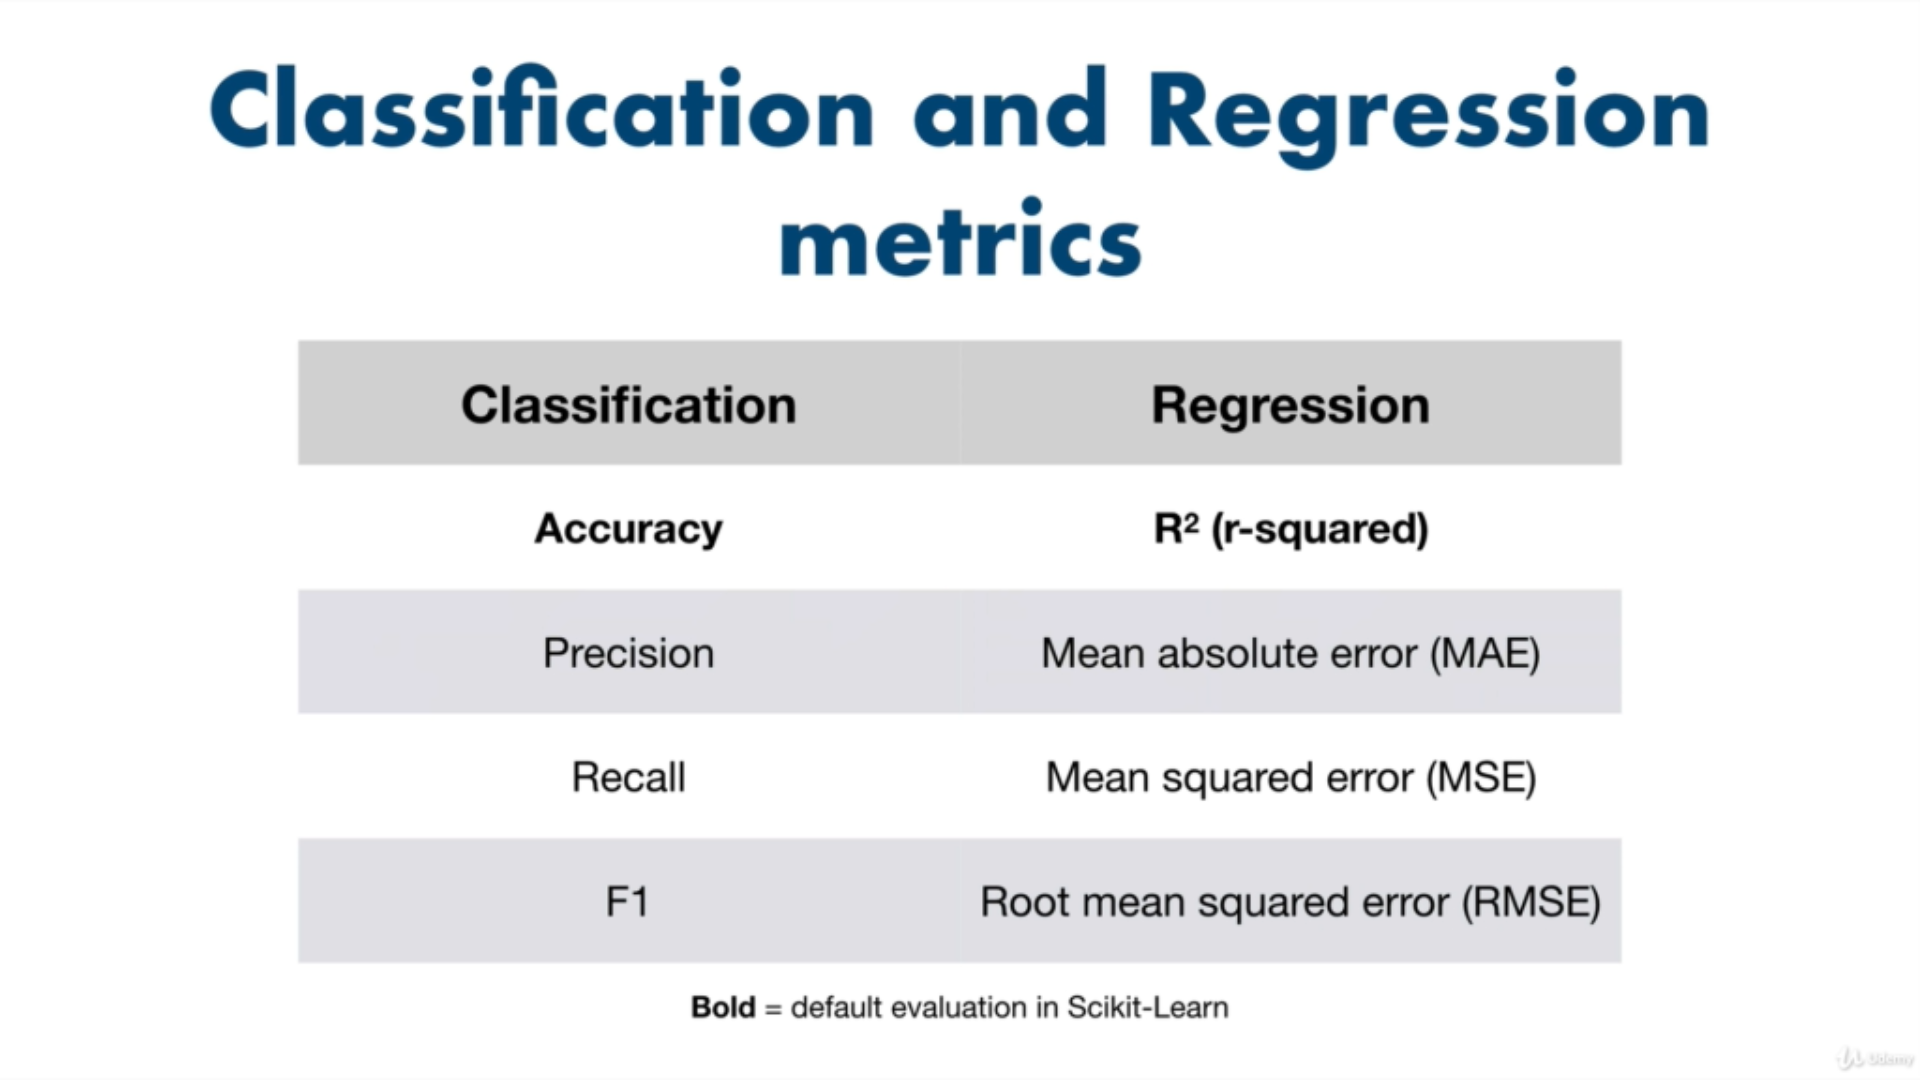 Classification and Regression
metrics
Classification Regression
Accuracy R² (r-squared)
Precision Mean absolute error (MAE)
Recall Mean squared error (MSE)
F1 Root mean squared error (RMSE)
Bold = default evaluation in Scikit-Learn
Udemy